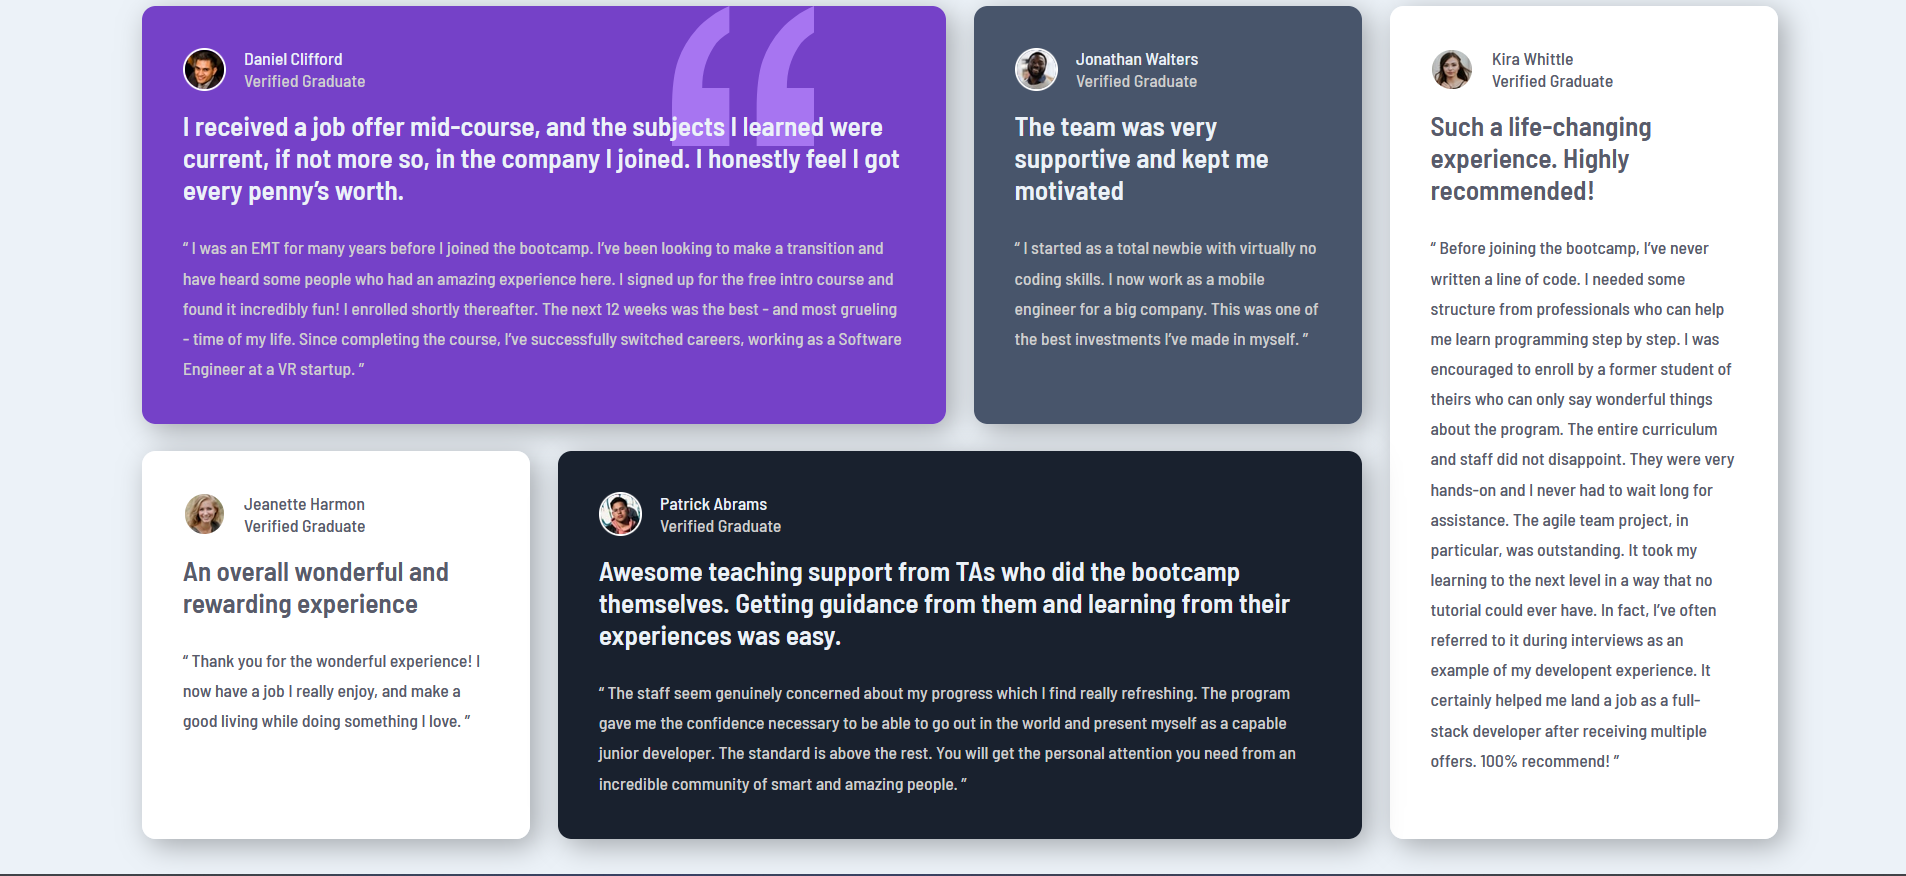 Daniel Clifford
Verified Graduate
I received a job offer mid-course, and the subjects I learned were
current, if not more so, in the company I joined. I honestly feel I got
every penny’s worth.
“ I was an EMT for many years before I joined the bootcamp. I’ve been looking to make a transition and
have heard some people who had an amazing experience here. I signed up for the free intro course and
found it incredibly fun! I enrolled shortly thereafter. The next 12 weeks was the best - and most grueling
- time of my life. Since completing the course, I’ve successfully switched careers, working as a Software
Engineer at a VR startup. ”
Jonathan Walters
Verified Graduate
The team was very
supportive and kept me
motivated
“ I started as a total newbie with virtually no
coding skills. I now work as a mobile
engineer for a big company. This was one of
the best investments I’ve made in myself. ”
Kira Whittle
Verified Graduate
Such a life-changing
experience. Highly
recommended!
“ Before joining the bootcamp, I’ve never
written a line of code. I needed some
structure from professionals who can help
me learn programming step by step. I was
encouraged to enroll by a former student of
theirs who can only say wonderful things
about the program. The entire curriculum
and staff did not disappoint. They were very
hands-on and I never had to wait long for
assistance. The agile team project, in
particular, was outstanding. It took my
learning to the next level in a way that no
tutorial could ever have. In fact, I’ve often
referred to it during interviews as an
example of my developent experience. It
certainly helped me land a job as a full-
stack developer after receiving multiple
offers. 100% recommend! ”
Jeanette Harmon
Verified Graduate
An overall wonderful and
rewarding experience
“ Thank you for the wonderful experience! I
now have a job I really enjoy, and make a
good living while doing something I love. ”
Patrick Abrams
Verified Graduate
Awesome teaching support from TAs who did the bootcamp
themselves. Getting guidance from them and learning from their
experiences was easy.
“ The staff seem genuinely concerned about my progress which I find really refreshing. The program
gave me the confidence necessary to be able to go out in the world and present myself as a capable
junior developer. The standard is above the rest. You will get the personal attention you need from an
incredible community of smart and amazing people. ”